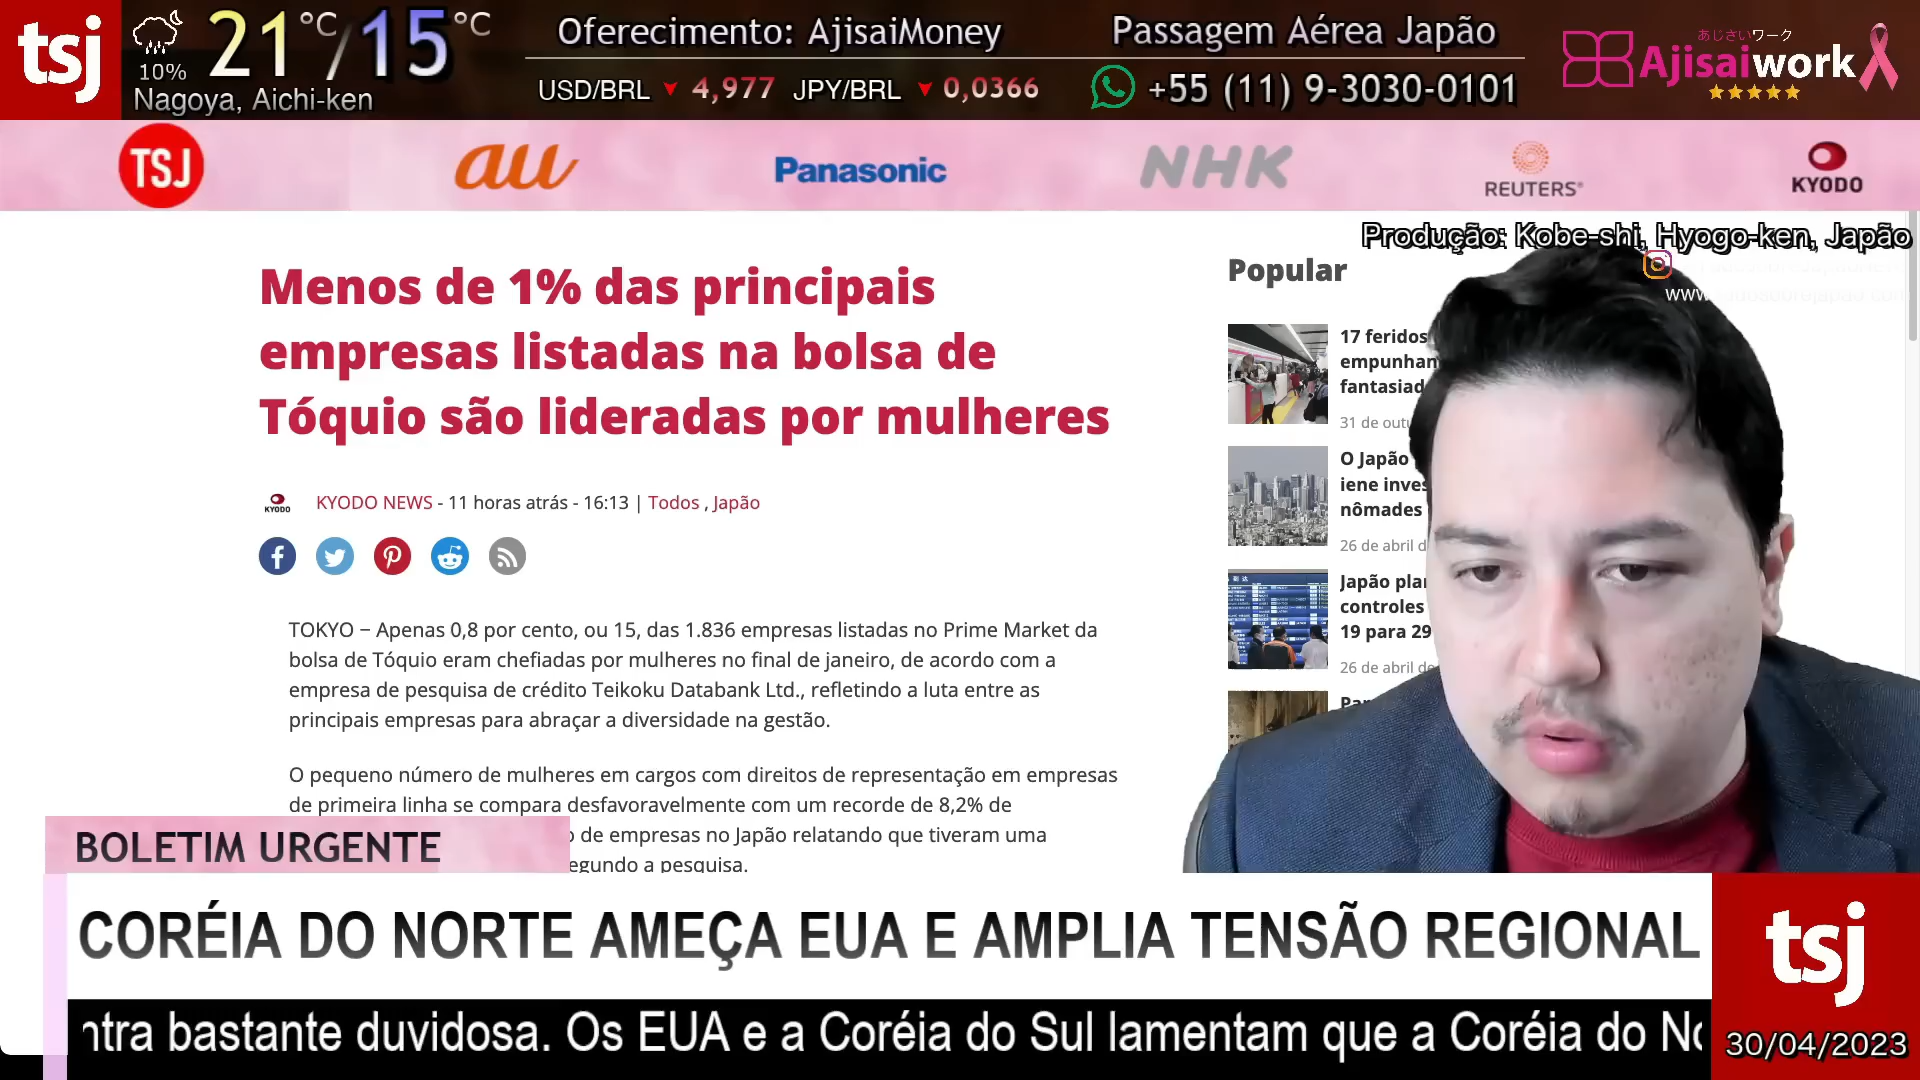 tsj
10%
21°C/15°C
Nagoya, Aichi-ken
Oferecimento: AjisaiMoney
Passagem Aérea Japão
USD/BRL 4,977 JPY/BRL 0,0366
+55 (11) 9-3030-0101
あじさいワーク
Ajisaiwork
TSJ
au
Panasonic
NHK
REUTERS
KYODO
Produção: Kobe-shi, Hyogo-ken, Japão
Menos de 1% das principais
empresas listadas na bolsa de
Tóquio são lideradas por mulheres
KYODO
KYODO NEWS - 11 horas atrás - 16:13 | Todos , Japão
TOKYO – Apenas 0,8 por cento, ou 15, das 1.836 empresas listadas no Prime Market da
bolsa de Tóquio eram chefiadas por mulheres no final de janeiro, de acordo com a
empresa de pesquisa de crédito Teikoku Databank Ltd., refletindo a luta entre as
principais empresas para abraçar a diversidade na gestão.
O pequeno número de mulheres em cargos com direitos de representação em empresas
de primeira linha se compara desfavoravelmente com um recorde de 8,2% de
de empresas no Japão relatando que tiveram uma
egundo a pesquisa.
Popular
17 feridos
empunhan
fantasiad
31 de outu
O Japão
iene inves
nômades
26 de abril d
Japão plan
controles
19 para 29
26 de abril de
BOLETIM URGENTE
CORÉIA DO NORTE AMEÇA EUA E AMPLIA TENSÃO REGIONAL
ntra bastante duvidosa. Os EUA e a Coréia do Sul lamentam que a Coréia do No
tsj
30/04/2023